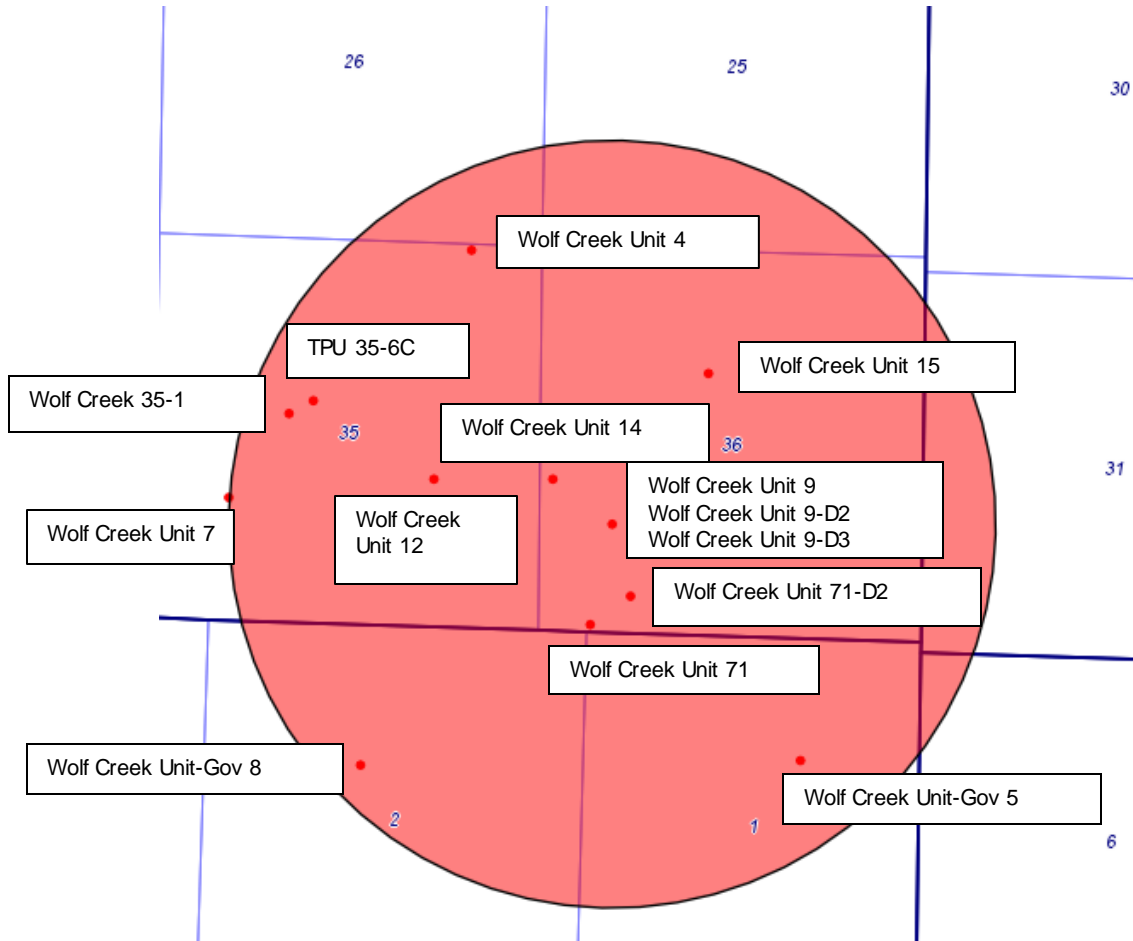 26
25
30
Wolf Creek Unit 4
TPU 35-6C
Wolf Creek Unit 15
Wolf Creek 35-1
Wolf Creek Unit 14
35
36
31
Wolf Creek Unit 9
Wolf Creek Unit 9-D2
Wolf Creek Unit 9-D3
Wolf Creek
Unit 12
Wolf Creek Unit 7
Wolf Creek Unit 71-D2
Wolf Creek Unit 71
Wolf Creek Unit-Gov 8
Wolf Creek Unit-Gov 5
2
1
6